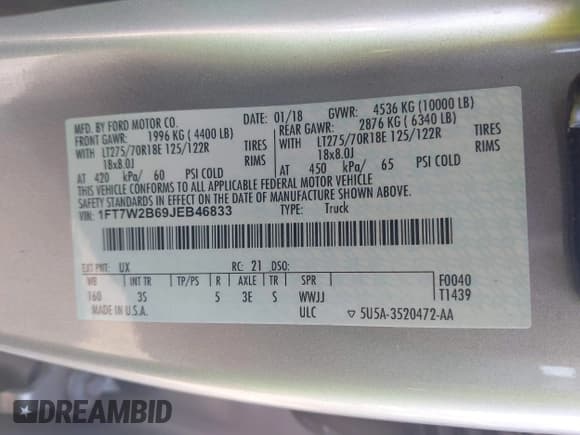 MFD. BY FORD MOTOR CO.
DATE: 01/18 GVWR: 4536 KG (10000 LB)
FRONT GAWR: 1996 KG (4400 LB) REAR GAWR: 2876 KG (6340 LB)
WITH LT275/70R18E 125/122R TIRES WITH LT275/70R18E 125/122R TIRES
18x8.0J RIMS 18x8.0J RIMS
AT 420 kPa/ 60 PSI COLD AT 450 kPa/ 65 PSI COLD
THIS VEHICLE CONFORMS TO ALL APPLICABLE FEDERAL MOTOR VEHICLE
SAFETY STANDARDS IN EFFECT ON THE DATE OF MANUFACTURE SHOWN ABOVE.
VIN: 1FT7W2B69JEB46833 TYPE: Truck
EXT PNT: UX RC: 21 DSO:
WB INT TR TP/PS R AXLE TR SPR F0040
160 3S 5 3E S WWJJ T1439
MADE IN U.S.A. ULC ▽ 5U5A-3520472-AA
DREAMBID